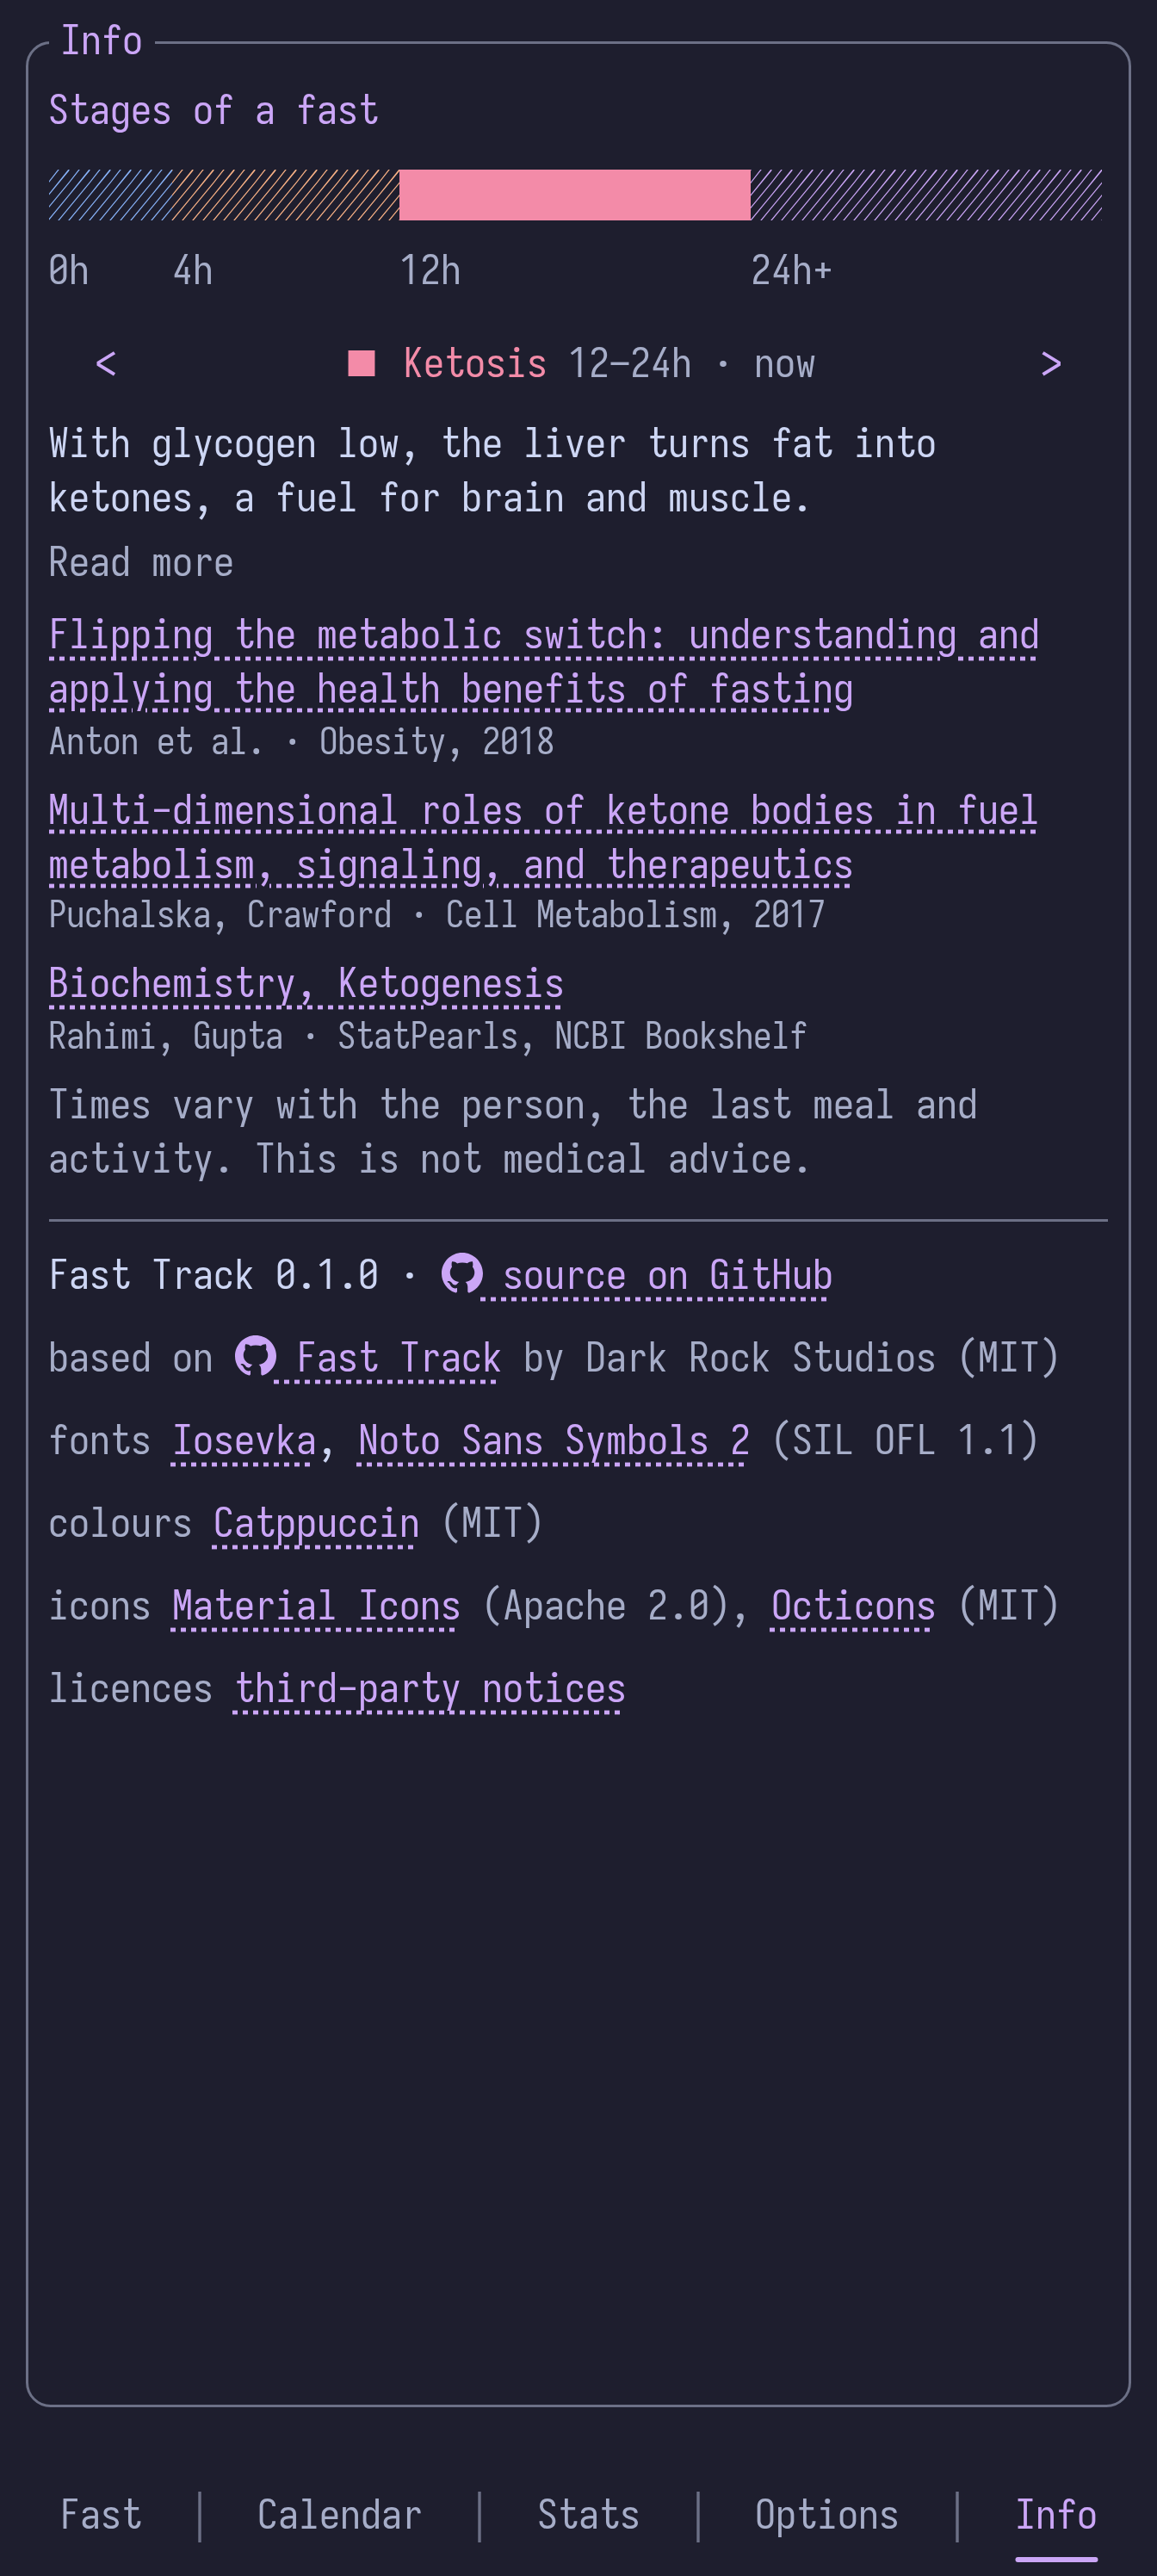 Info
Stages of a fast
0h 4h 12h 24h+
< Ketosis 12–24h · now >
With glycogen low, the liver turns fat into
ketones, a fuel for brain and muscle.
Read more
Flipping the metabolic switch: understanding and
applying the health benefits of fasting
Anton et al. · Obesity, 2018
Multi-dimensional roles of ketone bodies in fuel
metabolism, signaling, and therapeutics
Puchalska, Crawford · Cell Metabolism, 2017
Biochemistry, Ketogenesis
Rahimi, Gupta · StatPearls, NCBI Bookshelf
Times vary with the person, the last meal and
activity. This is not medical advice.
Fast Track 0.1.0 · source on GitHub
based on Fast Track by Dark Rock Studios (MIT)
fonts Iosevka, Noto Sans Symbols 2 (SIL OFL 1.1)
colours Catppuccin (MIT)
icons Material Icons (Apache 2.0), Octicons (MIT)
licences third-party notices
Fast | Calendar | Stats | Options | Info